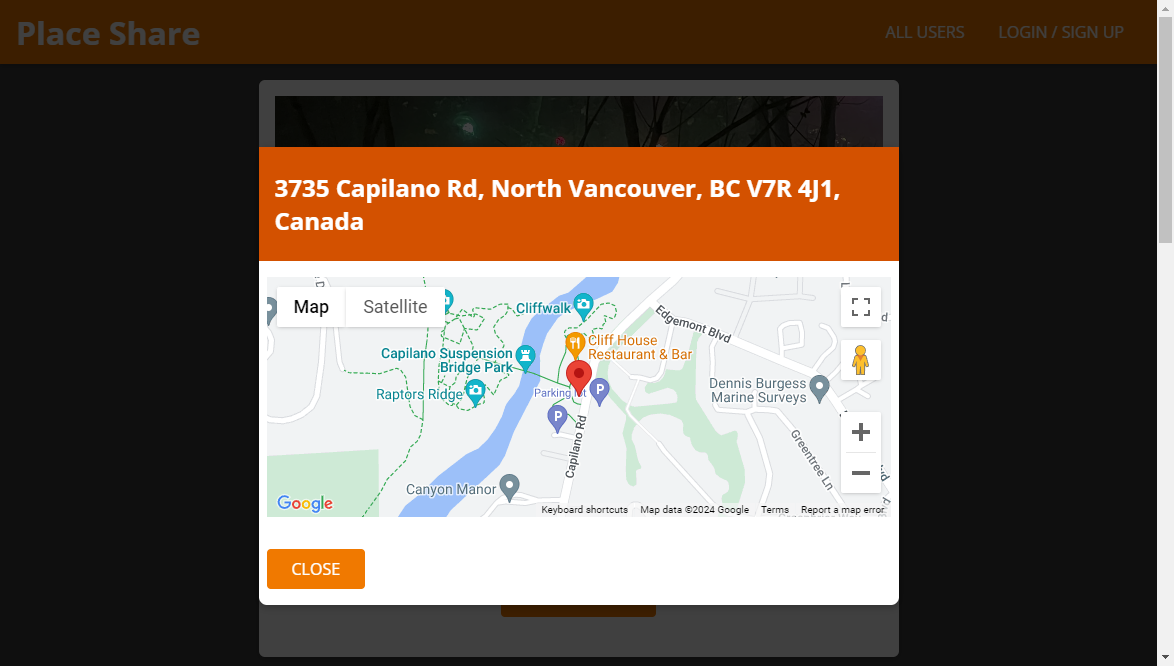 Place Share
ALL USERS
LOGIN / SIGN UP
3735 Capilano Rd, North Vancouver, BC V7R 4J1,
Canada
Map
Satellite
Cliffwalk
Edgemont Blvd
Cliff House
Restaurant & Bar
Capilano Suspension
Bridge Park
Raptors Ridge
Parking lot
P
P
Dennis Burgess
Marine Surveys
Capilano Rd
Greentree Ln
Canyon Manor
Google
Keyboard shortcuts
Map data ©2024 Google
Terms
Report a map error
CLOSE